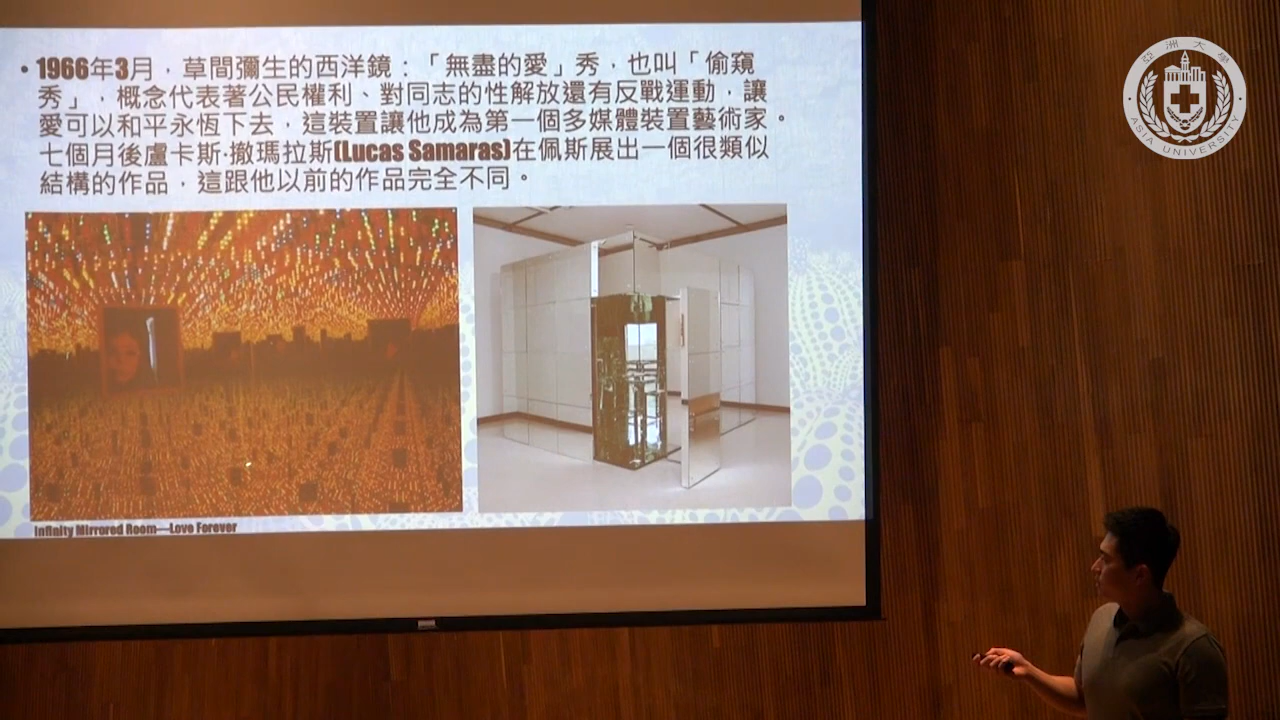 • 1966年3月，草間彌生的西洋鏡：「無盡的愛」秀，也叫「偷窺
秀」，概念代表著公民權利、對同志的性解放還有反戰運動，讓
愛可以和平永恆下去，這裝置讓他成為第一個多媒體裝置藝術家。
七個月後盧卡斯·撒瑪拉斯(Lucas Samaras)在佩斯展出一個很類似
結構的作品，這跟他以前的作品完全不同。
Infinity Mirrored Room—Love Forever
亞洲大學
ASIA UNIVERSITY